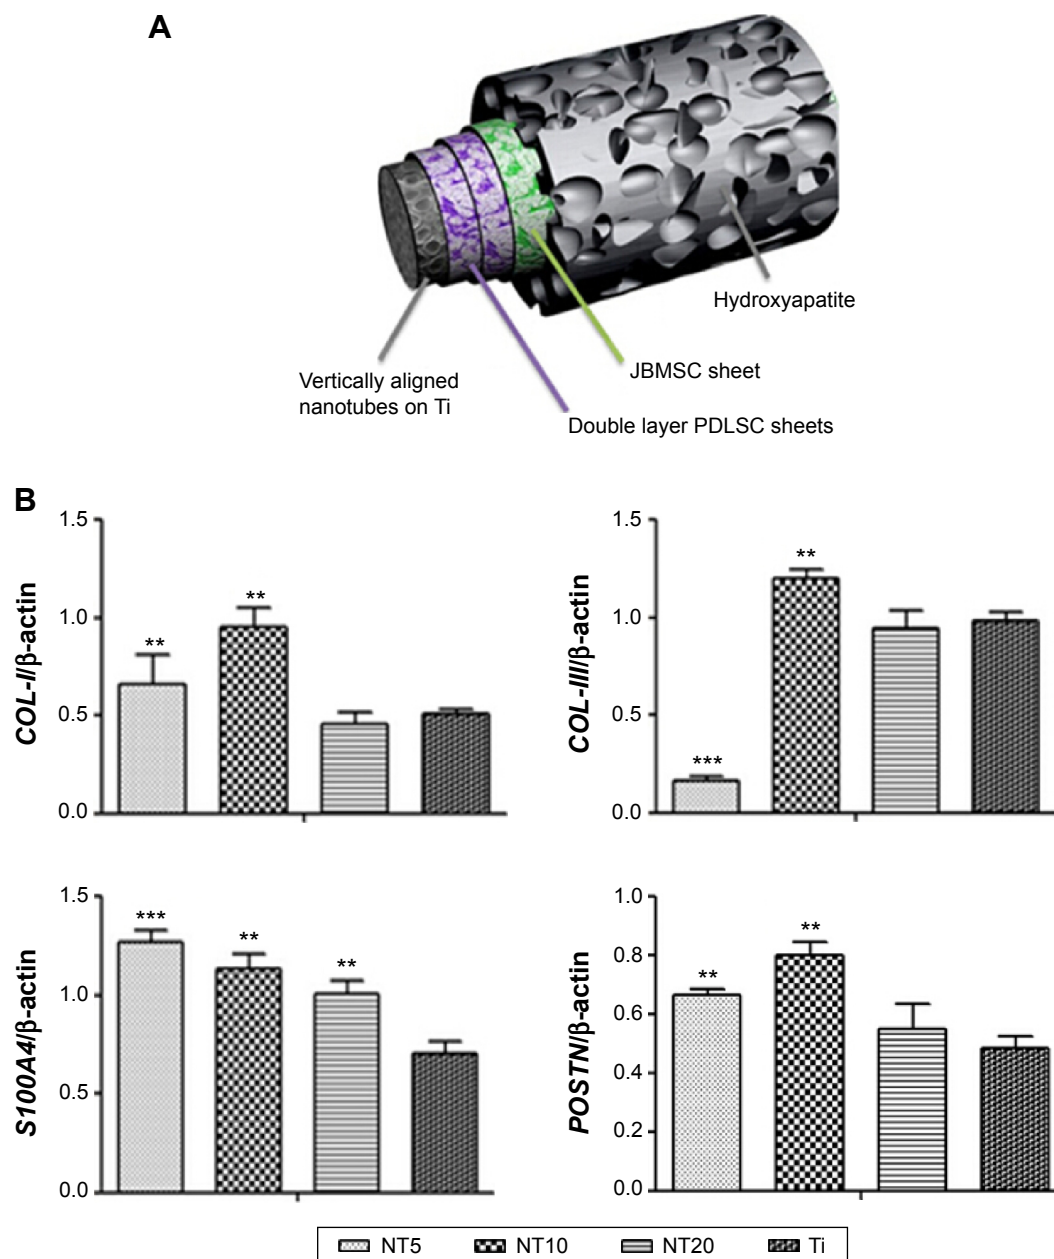 A
Hydroxyapatite
JBMSC sheet
Vertically aligned
nanotubes on Ti
Double layer PDLSC sheets
B
COL-I/β-actin
1.5
1.0
0.5
0.0
**
**
COL-III/β-actin
1.5
1.0
0.5
0.0
***
**
S100A4/β-actin
1.5
1.0
0.5
0.0
***
**
**
POSTN/β-actin
1.0
0.8
0.6
0.4
0.2
0.0
**
**
NT5 NT10 NT20 Ti